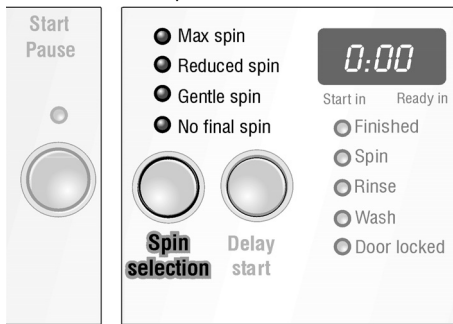 Start
Pause
Max spin
Reduced spin
Gentle spin
No final spin
Spin
selection
Delay
start
0:00
Start in Ready in
Finished
Spin
Rinse
Wash
Door locked